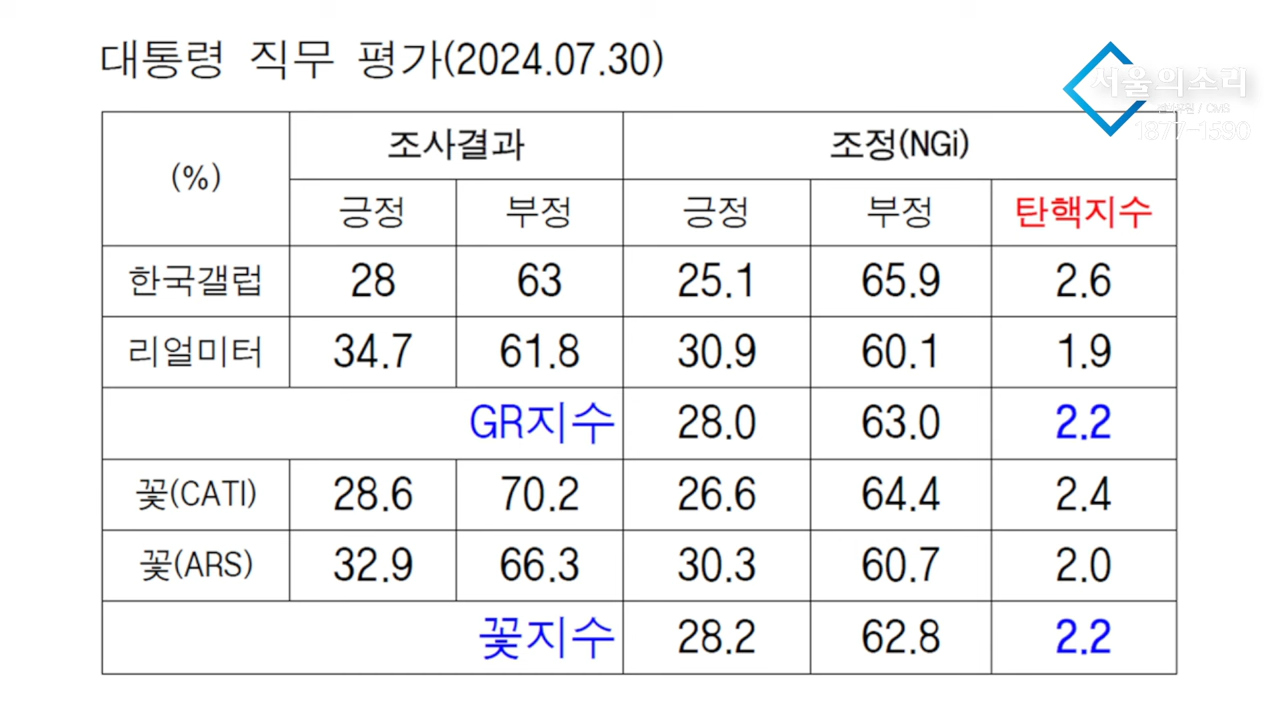 대통령 직무 평가(2024.07.30)
서울의소리
1877-1590
(%) 조사결과 조정(NGi)
긍정 부정 긍정 부정 탄핵지수
한국갤럽 28 63 25.1 65.9 2.6
리얼미터 34.7 61.8 30.9 60.1 1.9
GR지수 28.0 63.0 2.2
꽃(CATI) 28.6 70.2 26.6 64.4 2.4
꽃(ARS) 32.9 66.3 30.3 60.7 2.0
꽃지수 28.2 62.8 2.2